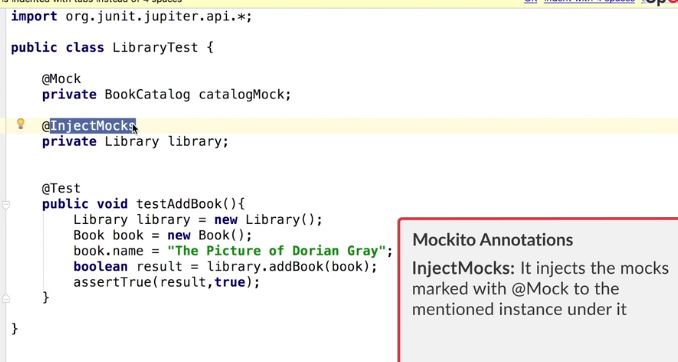 is indented with tabs instead of 4 spaces
import org.junit.jupiter.api.*;
public class LibraryTest {
@Mock
private BookCatalog catalogMock;
@InjectMocks
private Library library;
@Test
public void testAddBook(){
Library library = new Library();
Book book = new Book();
book.name = "The Picture of Dorian Gray";
boolean result = library.addBook(book);
assertTrue(result,true);
}
}
Mockito Annotations
InjectMocks: It injects the mocks
marked with @Mock to the
mentioned instance under it